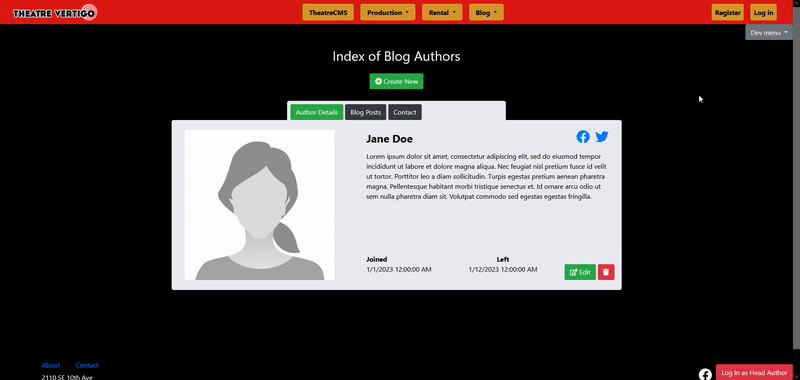 THEATRE VERTIGO
TheatreCMS Production Rental Blog
Register Log in
Dev menu
Index of Blog Authors
Create New
Author Details Blog Posts Contact
Jane Doe
Lorem ipsum dolor sit amet, consectetur adipiscing elit, sed do eiusmod tempor
incididunt ut labore et dolore magna aliqua. Nec feugiat nisl pretium fusce id velit
ut tortor. Porttitor leo a diam sollicitudin. Turpis egestas pretium aenean pharetra
magna. Pellentesque habitant morbi tristique senectus et. Id ornare arcu odio ut
sem nulla pharetra diam sit. Volutpat commodo sed egestas egestas fringilla.
Joined Left
1/1/2023 12:00:00 AM 1/12/2023 12:00:00 AM
Edit
About Contact
2110 SE 10th Ave
Log In as Head Author